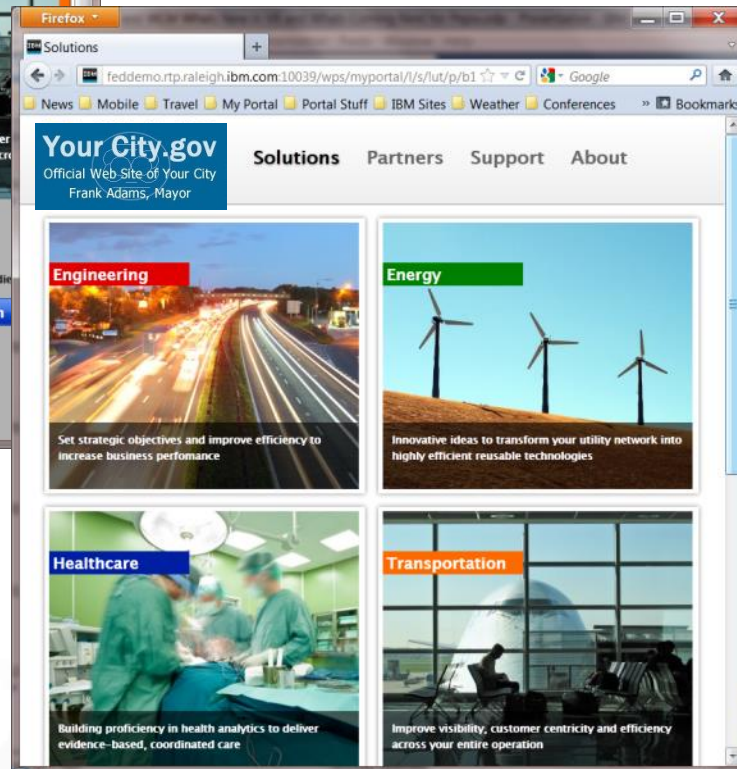 Firefox
Solutions
feddemo.rtp.raleigh.ibm.com:10039/wps/myportal/l/s/lut/p/b1
Google
News Mobile Travel My Portal Portal Stuff IBM Sites Weather Conferences » Bookmarks
Your City.gov
Official Web Site of Your City
Frank Adams, Mayor
Solutions Partners Support About
Engineering
Set strategic objectives and improve efficiency to
increase business perfomance
Energy
Innovative ideas to transform your utility network into
highly efficient reusable technologies
Healthcare
Building proficiency in health analytics to deliver
evidence-based, coordinated care
Transportation
Improve visibility, customer centricity and efficiency
across your entire operation